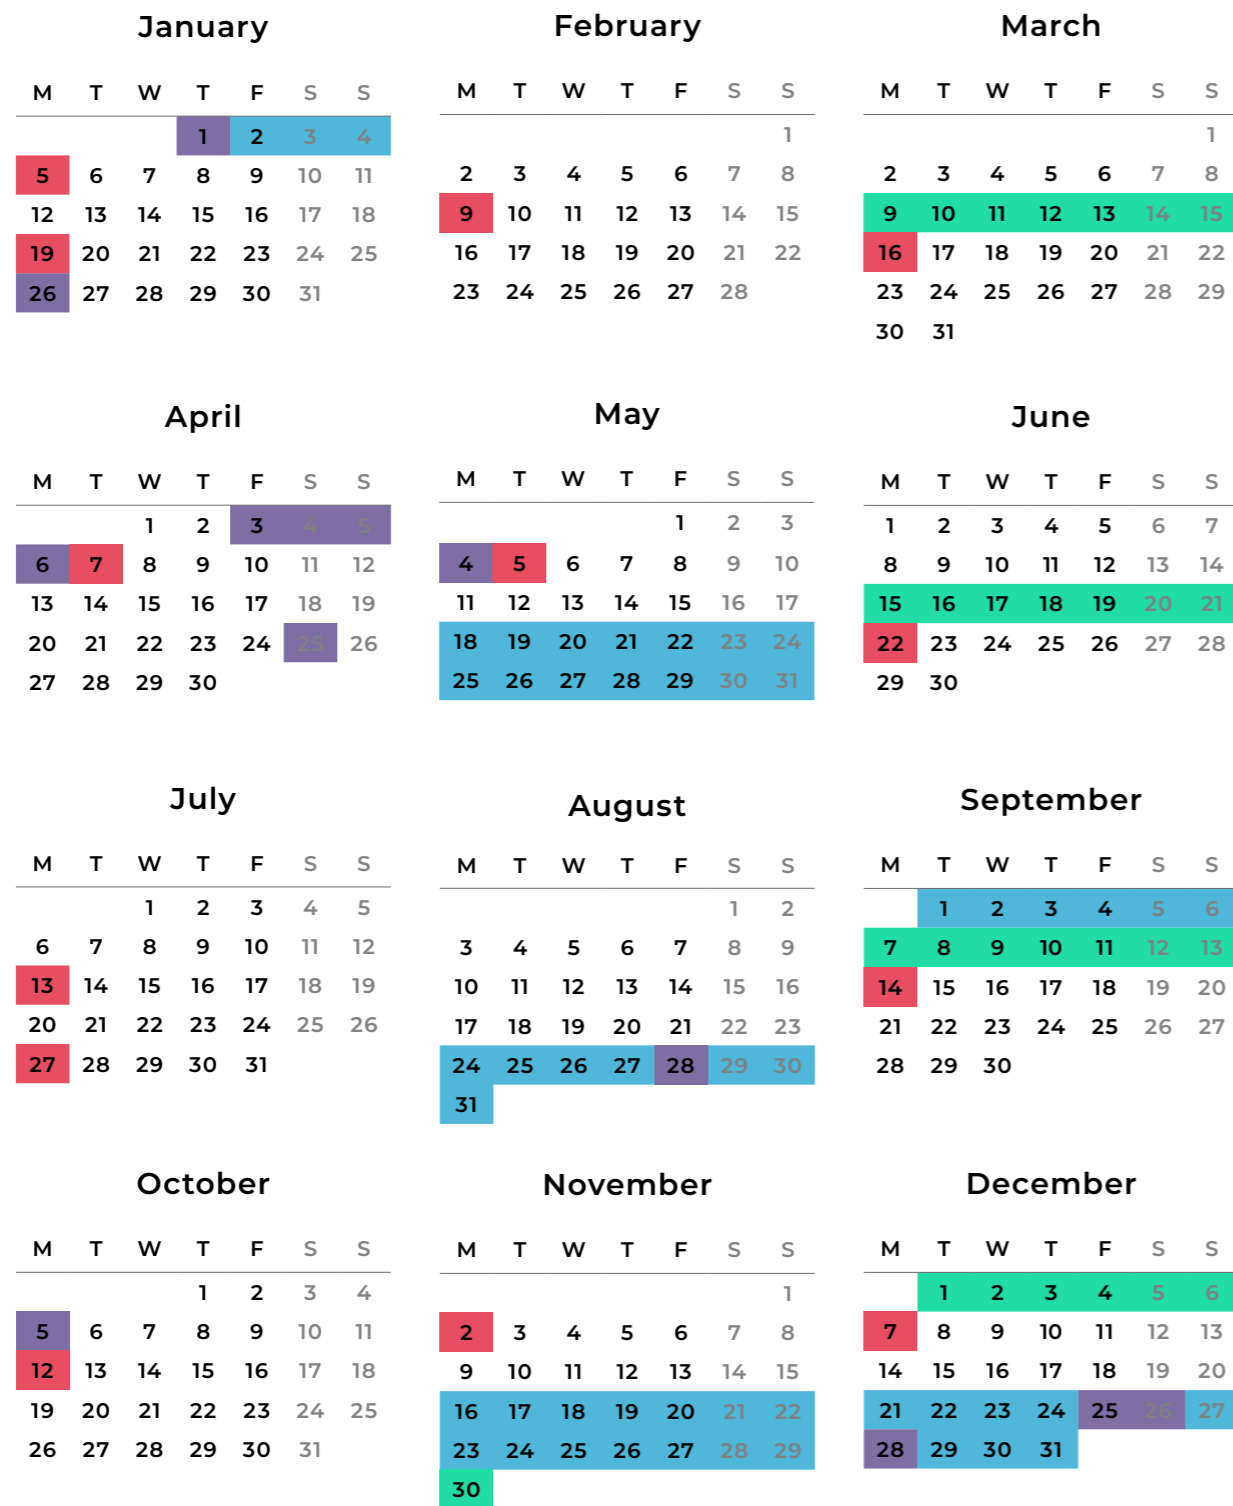 January
M T W T F S S
1 2 3 4
5 6 7 8 9 10 11
12 13 14 15 16 17 18
19 20 21 22 23 24 25
26 27 28 29 30 31
February
M T W T F S S
1
2 3 4 5 6 7 8
9 10 11 12 13 14 15
16 17 18 19 20 21 22
23 24 25 26 27 28
March
M T W T F S S
1
2 3 4 5 6 7 8
9 10 11 12 13 14 15
16 17 18 19 20 21 22
23 24 25 26 27 28 29
30 31
April
M T W T F S S
1 2 3 4 5
6 7 8 9 10 11 12
13 14 15 16 17 18 19
20 21 22 23 24 25 26
27 28 29 30
May
M T W T F S S
1 2 3
4 5 6 7 8 9 10
11 12 13 14 15 16 17
18 19 20 21 22 23 24
25 26 27 28 29 30 31
June
M T W T F S S
1 2 3 4 5 6 7
8 9 10 11 12 13 14
15 16 17 18 19 20 21
22 23 24 25 26 27 28
29 30
July
M T W T F S S
1 2 3 4 5
6 7 8 9 10 11 12
13 14 15 16 17 18 19
20 21 22 23 24 25 26
27 28 29 30 31
August
M T W T F S S
1 2
3 4 5 6 7 8 9
10 11 12 13 14 15 16
17 18 19 20 21 22 23
24 25 26 27 28 29 30
31
September
M T W T F S S
1 2 3 4 5 6
7 8 9 10 11 12 13
14 15 16 17 18 19 20
21 22 23 24 25 26 27
28 29 30
October
M T W T F S S
1 2 3 4
5 6 7 8 9 10 11
12 13 14 15 16 17 18
19 20 21 22 23 24 25
26 27 28 29 30 31
November
M T W T F S S
1
2 3 4 5 6 7 8
9 10 11 12 13 14 15
16 17 18 19 20 21 22
23 24 25 26 27 28 29
30
December
M T W T F S S
1 2 3 4 5 6
7 8 9 10 11 12 13
14 15 16 17 18 19 20
21 22 23 24 25 26 27
28 29 30 31